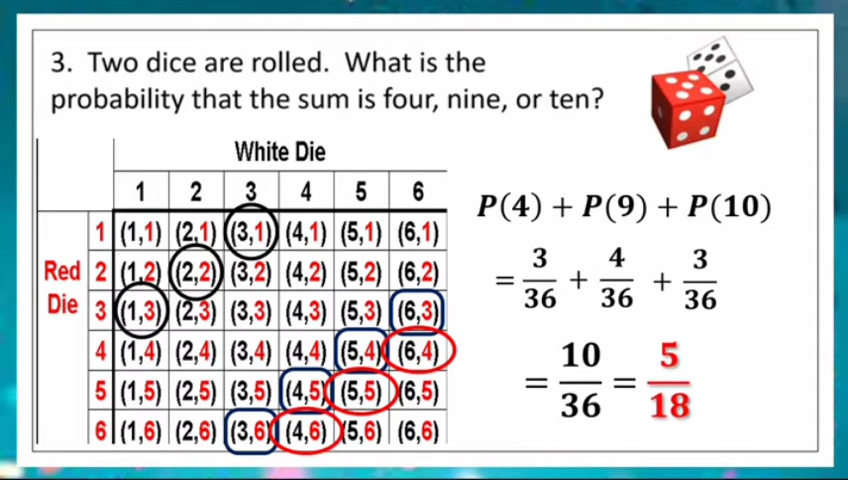 3. Two dice are rolled. What is the
probability that the sum is four, nine, or ten?
White Die
1 2 3 4 5 6
1 (1,1) (2,1) (3,1) (4,1) (5,1) (6,1)
Red 2 (1,2) (2,2) (3,2) (4,2) (5,2) (6,2)
Die 3 (1,3) (2,3) (3,3) (4,3) (5,3) (6,3)
4 (1,4) (2,4) (3,4) (4,4) (5,4) (6,4)
5 (1,5) (2,5) (3,5) (4,5) (5,5) (6,5)
6 (1,6) (2,6) (3,6) (4,6) (5,6) (6,6)
P(4) + P(9) + P(10)
= 3/36 + 4/36 + 3/36
= 10/36 = 5/18